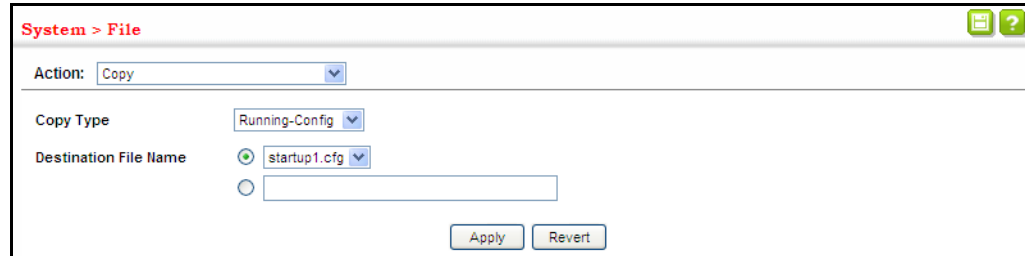 System > File
?
Action: Copy
Copy Type Running-Config
Destination File Name startup1.cfg
Apply Revert